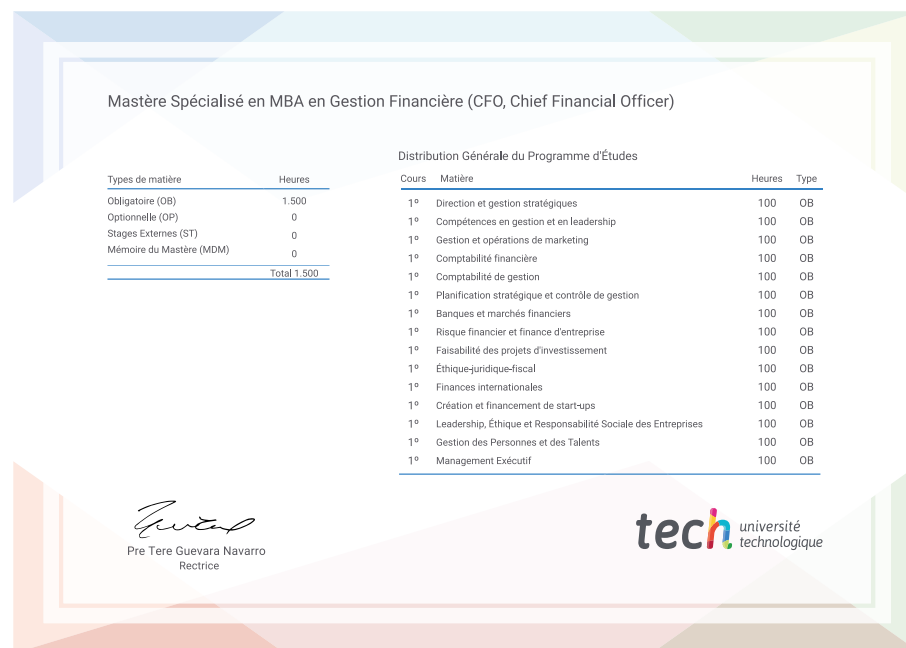 Mastère Spécialisé en MBA en Gestion Financière (CFO, Chief Financial Officer)
Types de matière Heures
Obligatoire (OB) 1.500
Optionnelle (OP) 0
Stages Externes (ST) 0
Mémoire du Mastère (MDM) 0
Total 1.500
Distribution Générale du Programme d'Études
Cours Matière Heures Type
1º Direction et gestion stratégiques 100 OB
1º Compétences en gestion et en leadership 100 OB
1º Gestion et opérations de marketing 100 OB
1º Comptabilité financière 100 OB
1º Comptabilité de gestion 100 OB
1º Planification stratégique et contrôle de gestion 100 OB
1º Banques et marchés financiers 100 OB
1º Risque financier et finance d'entreprise 100 OB
1º Faisabilité des projets d'investissement 100 OB
1º Éthique-juridique-fiscal 100 OB
1º Finances internationales 100 OB
1º Création et financement de start-ups 100 OB
1º Leadership, Éthique et Responsabilité Sociale des Entreprises 100 OB
1º Gestion des Personnes et des Talents 100 OB
1º Management Exécutif 100 OB
Pre Tere Guevara Navarro
Rectrice
tech université
technologique